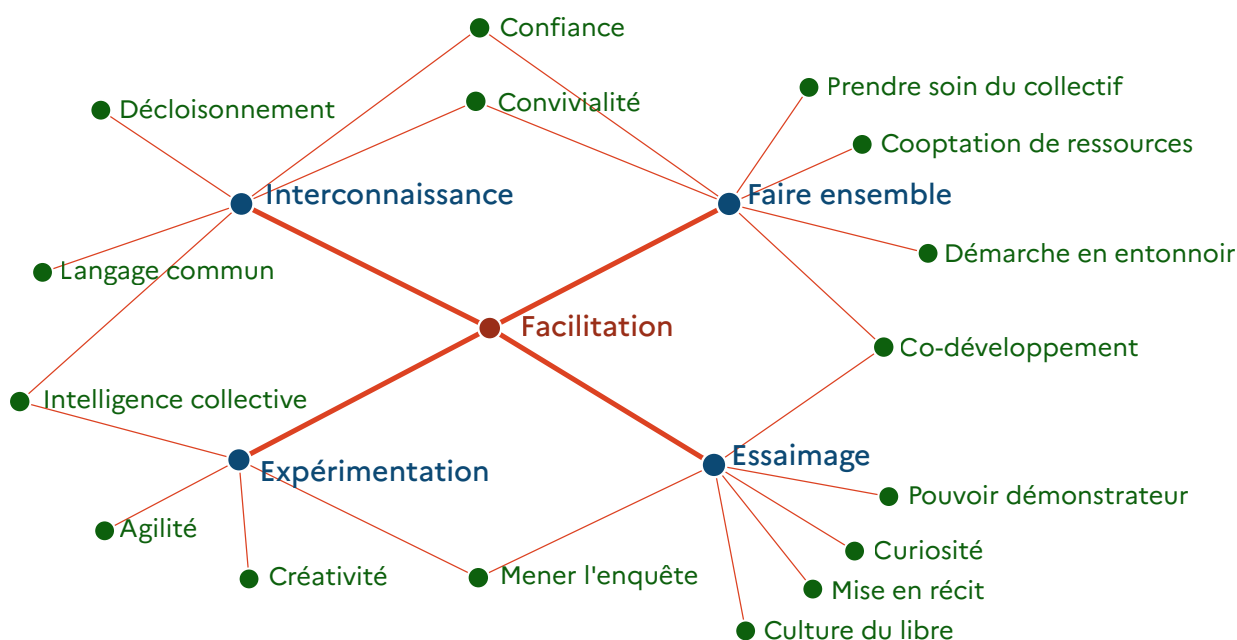 Confiance
Prendre soin du collectif
Convivialité
Décloisonnement
Cooptation de ressources
Interconnaissance
Faire ensemble
Démarche en entonnoir
Langage commun
Facilitation
Co-développement
Intelligence collective
Essaimage
Expérimentation
Pouvoir démonstrateur
Agilité
Curiosité
Créativité
Mener l'enquête
Mise en récit
Culture du libre